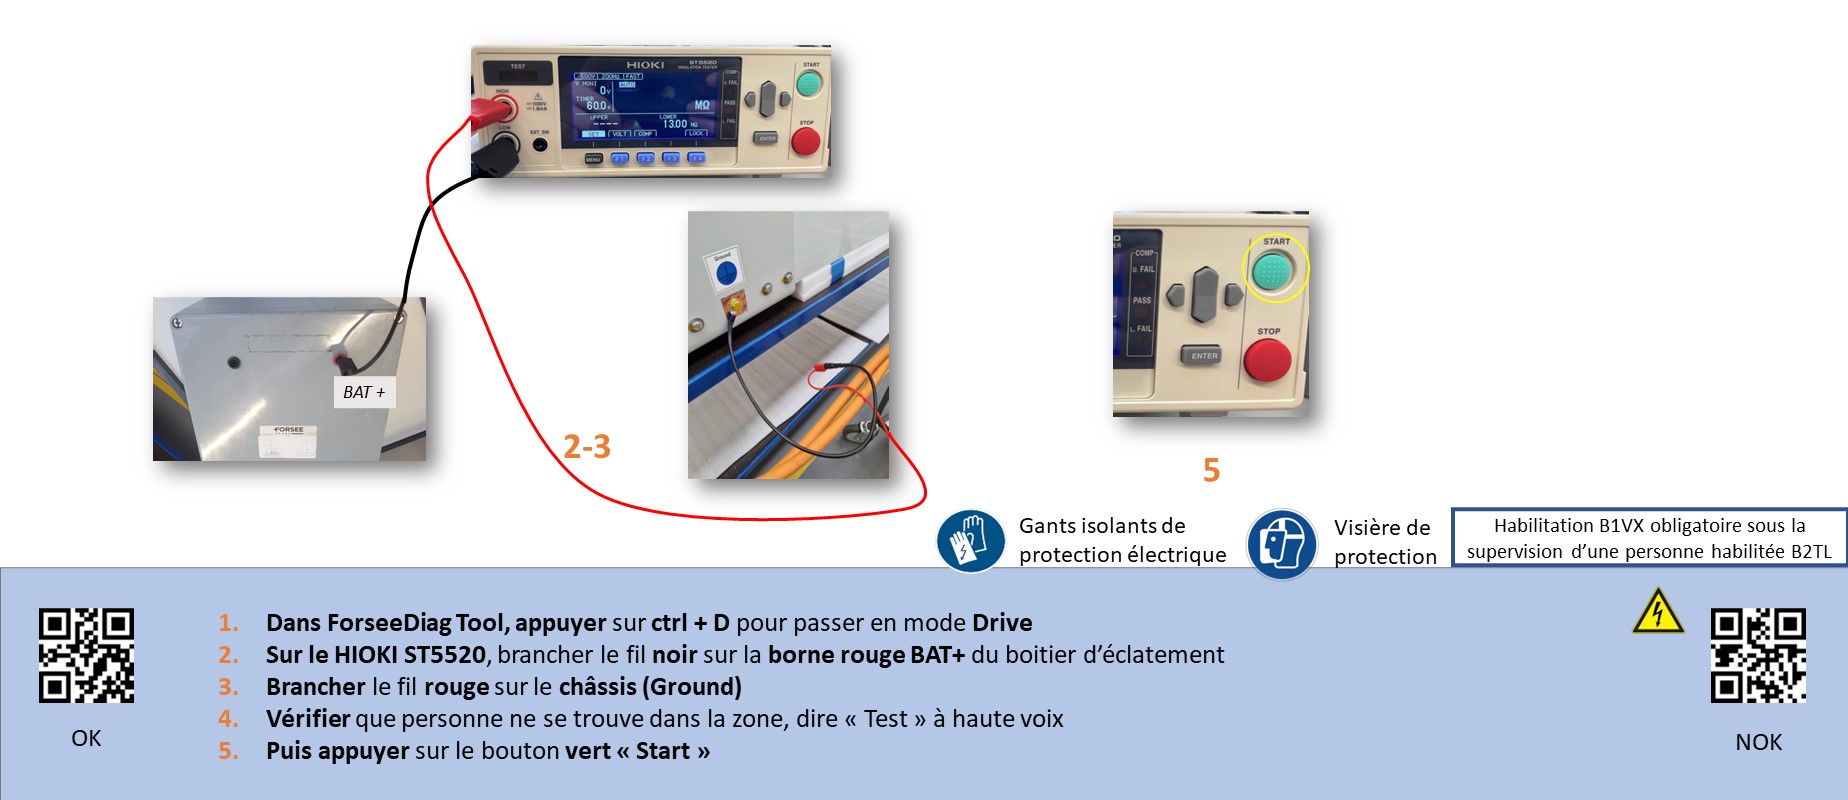 TEST
HIOKI
ST5520
INSULATION TESTER
HIGH
LOW
EXT. SW
500V 200MΩ FAST
V.MONI
0V
AUTO
TIMER
60.0s
MΩ
UPPER
-----
LOWER
13.00 MΩ
SET
VOLT
COMP
LOCK
MENU
F1
F2
F3
F4
COMP
U. FAIL
PASS
L. FAIL
START
STOP
ENTER
Ground
COMP
U. FAIL
PASS
L. FAIL
START
STOP
ENTER
BAT +
FORSEE
2-3
5
Gants isolants de
protection électrique
Visière de
protection
Habilitation B1VX obligatoire sous la
supervision d’une personne habilitée B2TL
1. Dans ForseeDiag Tool, appuyer sur ctrl + D pour passer en mode Drive
2. Sur le HIOKI ST5520, brancher le fil noir sur la borne rouge BAT+ du boitier d’éclatement
3. Brancher le fil rouge sur le châssis (Ground)
4. Vérifier que personne ne se trouve dans la zone, dire « Test » à haute voix
5. Puis appuyer sur le bouton vert « Start »
OK
NOK